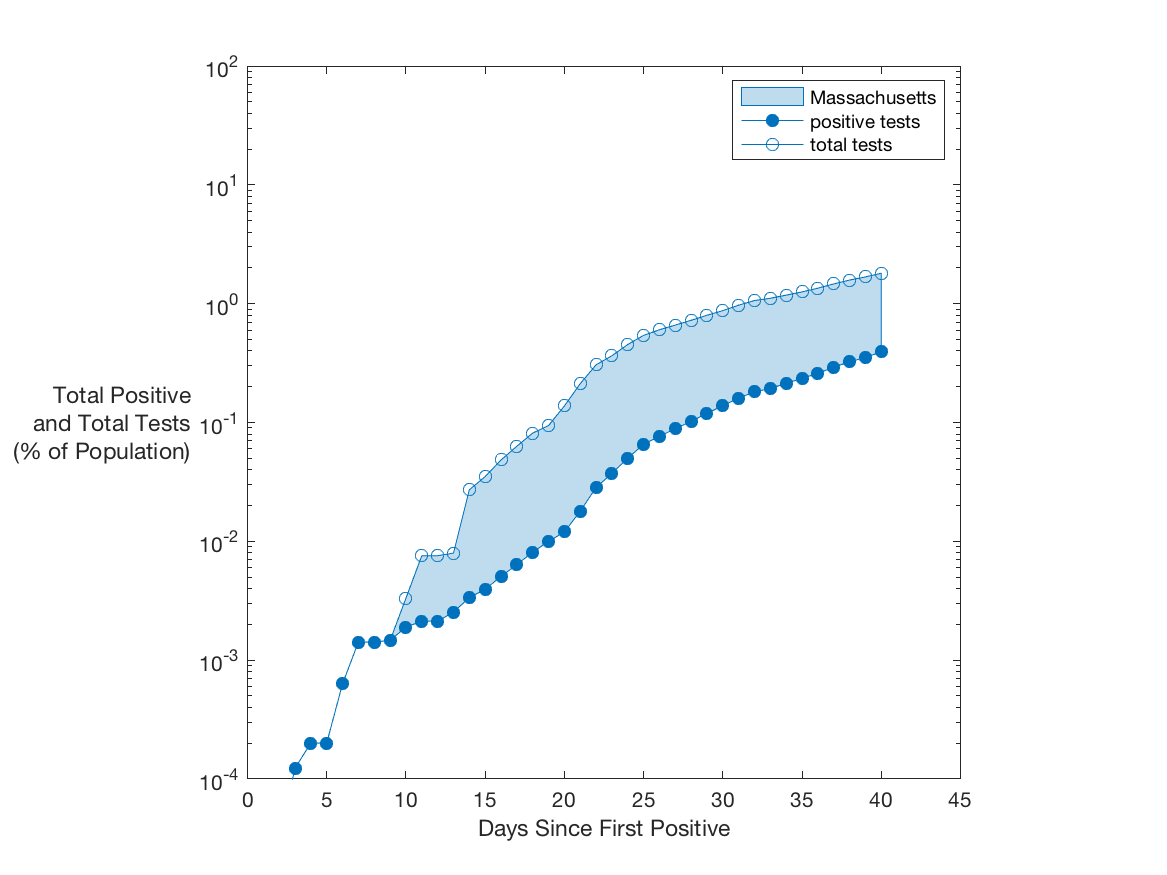 10^2
Massachusetts
positive tests
total tests
10^1
10^0
Total Positive
and Total Tests
(% of Population)
10^-1
10^-2
10^-3
10^-4
0 5 10 15 20 25 30 35 40 45
Days Since First Positive